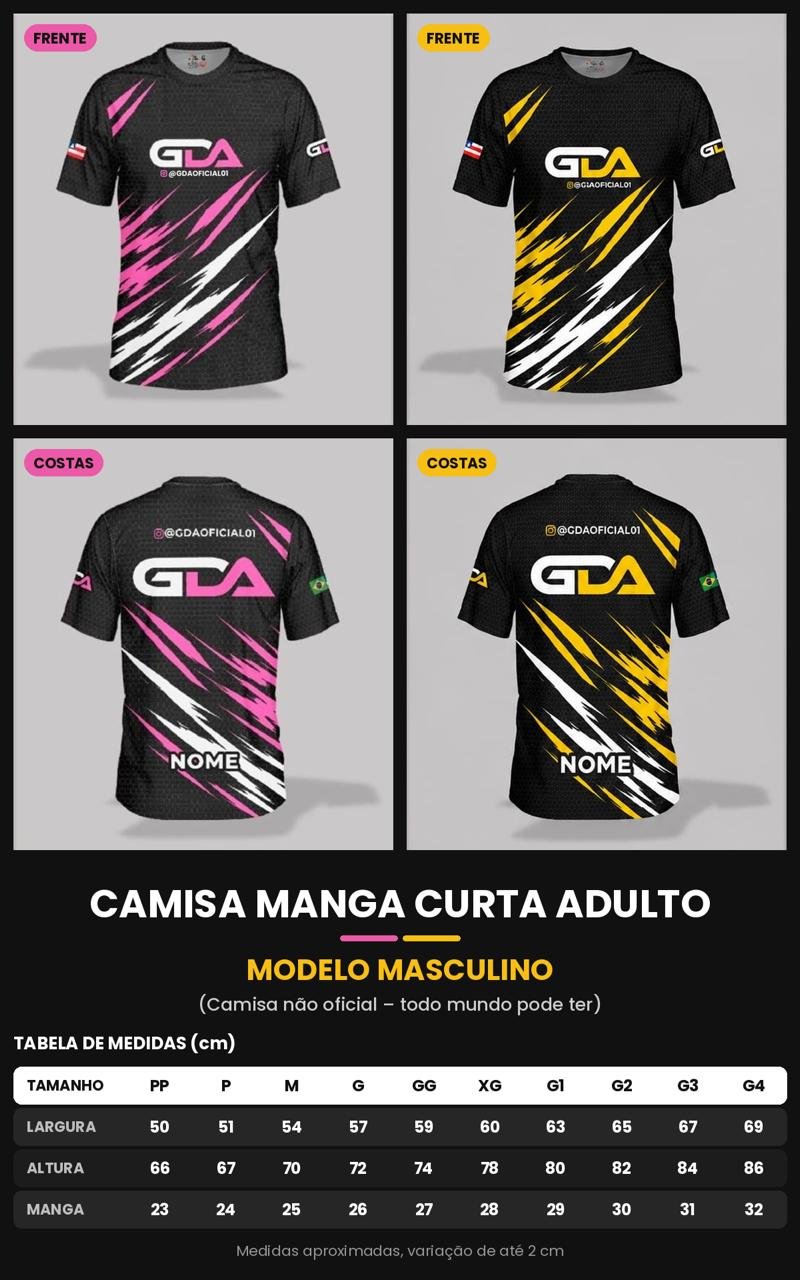 FRENTE
GDA
GD
@GDAOFICIAL01
FRENTE
GDA
GD
@GDAOFICIAL01
COSTAS
@GDAOFICIAL01
GDA
DA
NOME
COSTAS
@GDAOFICIAL01
GDA
DA
NOME
CAMISA MANGA CURTA ADULTO
MODELO MASCULINO
(Camisa não oficial – todo mundo pode ter)
TABELA DE MEDIDAS (cm)
TAMANHO PP P M G GG XG G1 G2 G3 G4
LARGURA 50 51 54 57 59 60 63 65 67 69
ALTURA 66 67 70 72 74 78 80 82 84 86
MANGA 23 24 25 26 27 28 29 30 31 32
Medidas aproximadas, variação de até 2 cm